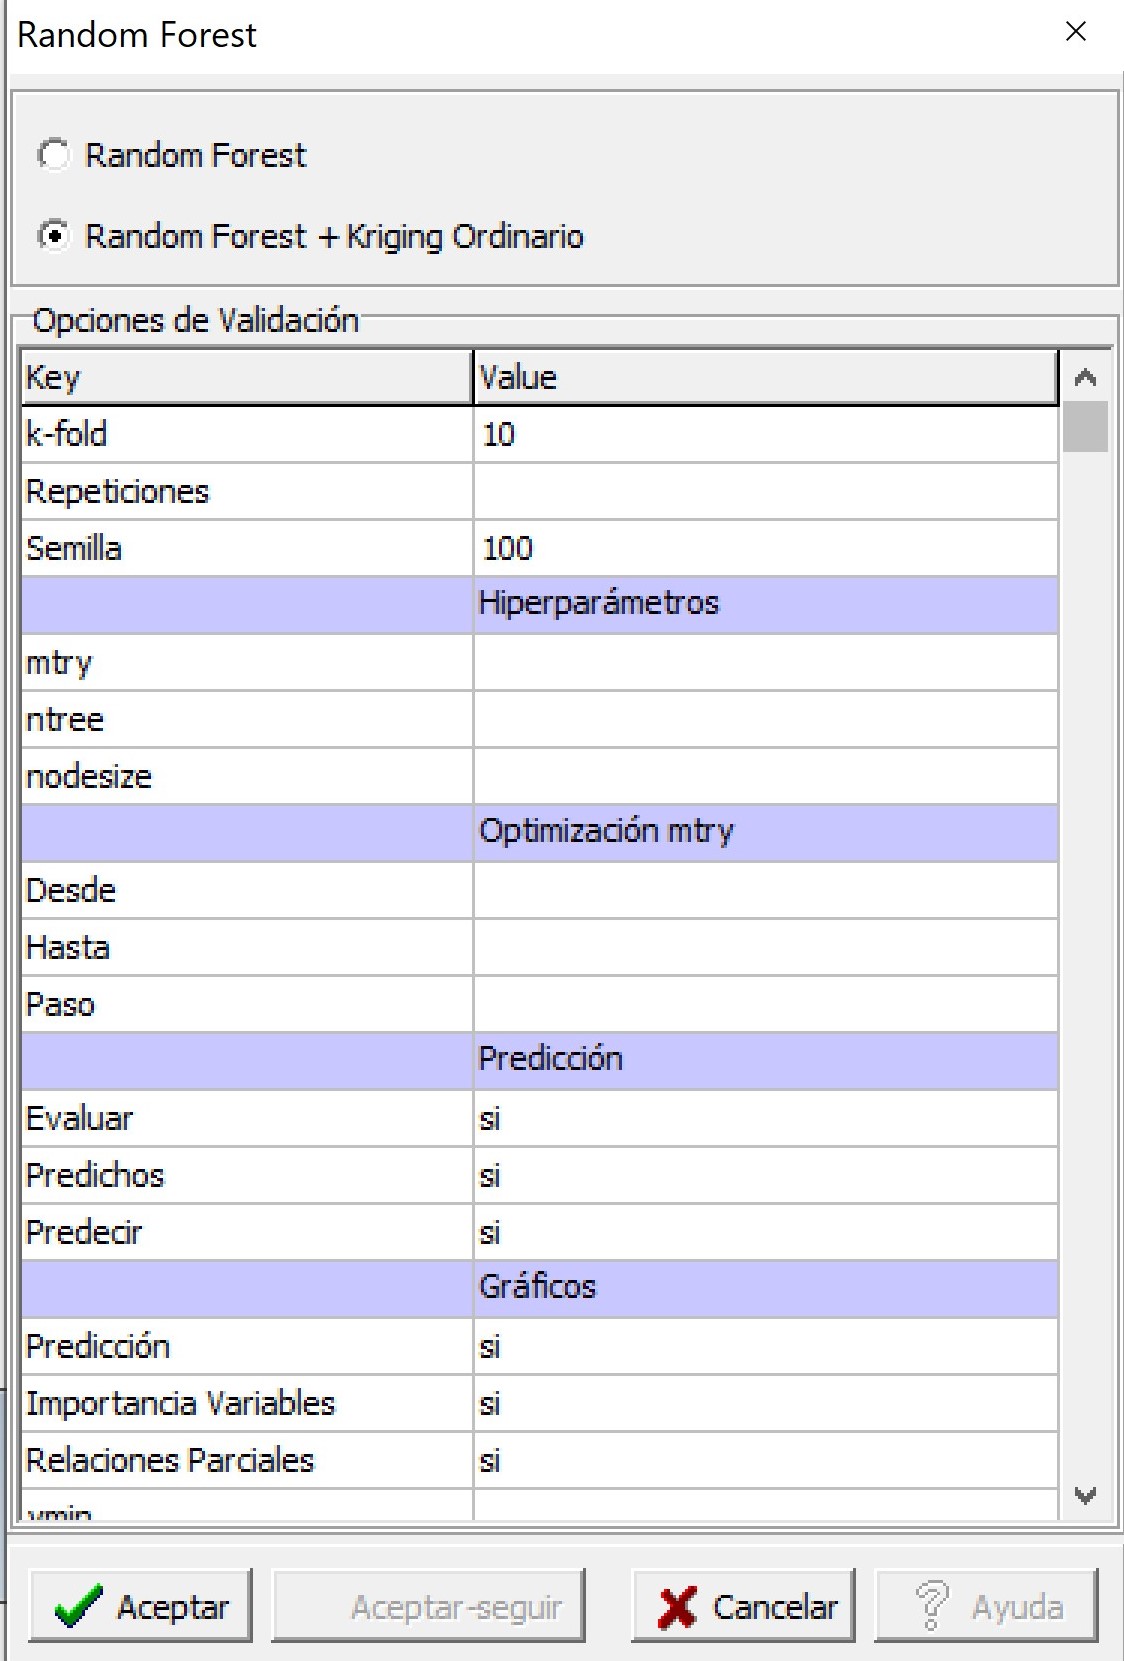 Random Forest
Random Forest
Random Forest + Kriging Ordinario
Opciones de Validación
Key Value
k-fold 10
Repeticiones
Semilla 100
Hiperparámetros
mtry
ntree
nodesize
Optimización mtry
Desde
Hasta
Paso
Predicción
Evaluar si
Predichos si
Predecir si
Gráficos
Predicción si
Importancia Variables si
Relaciones Parciales si
Aceptar Aceptar-seguir Cancelar Ayuda